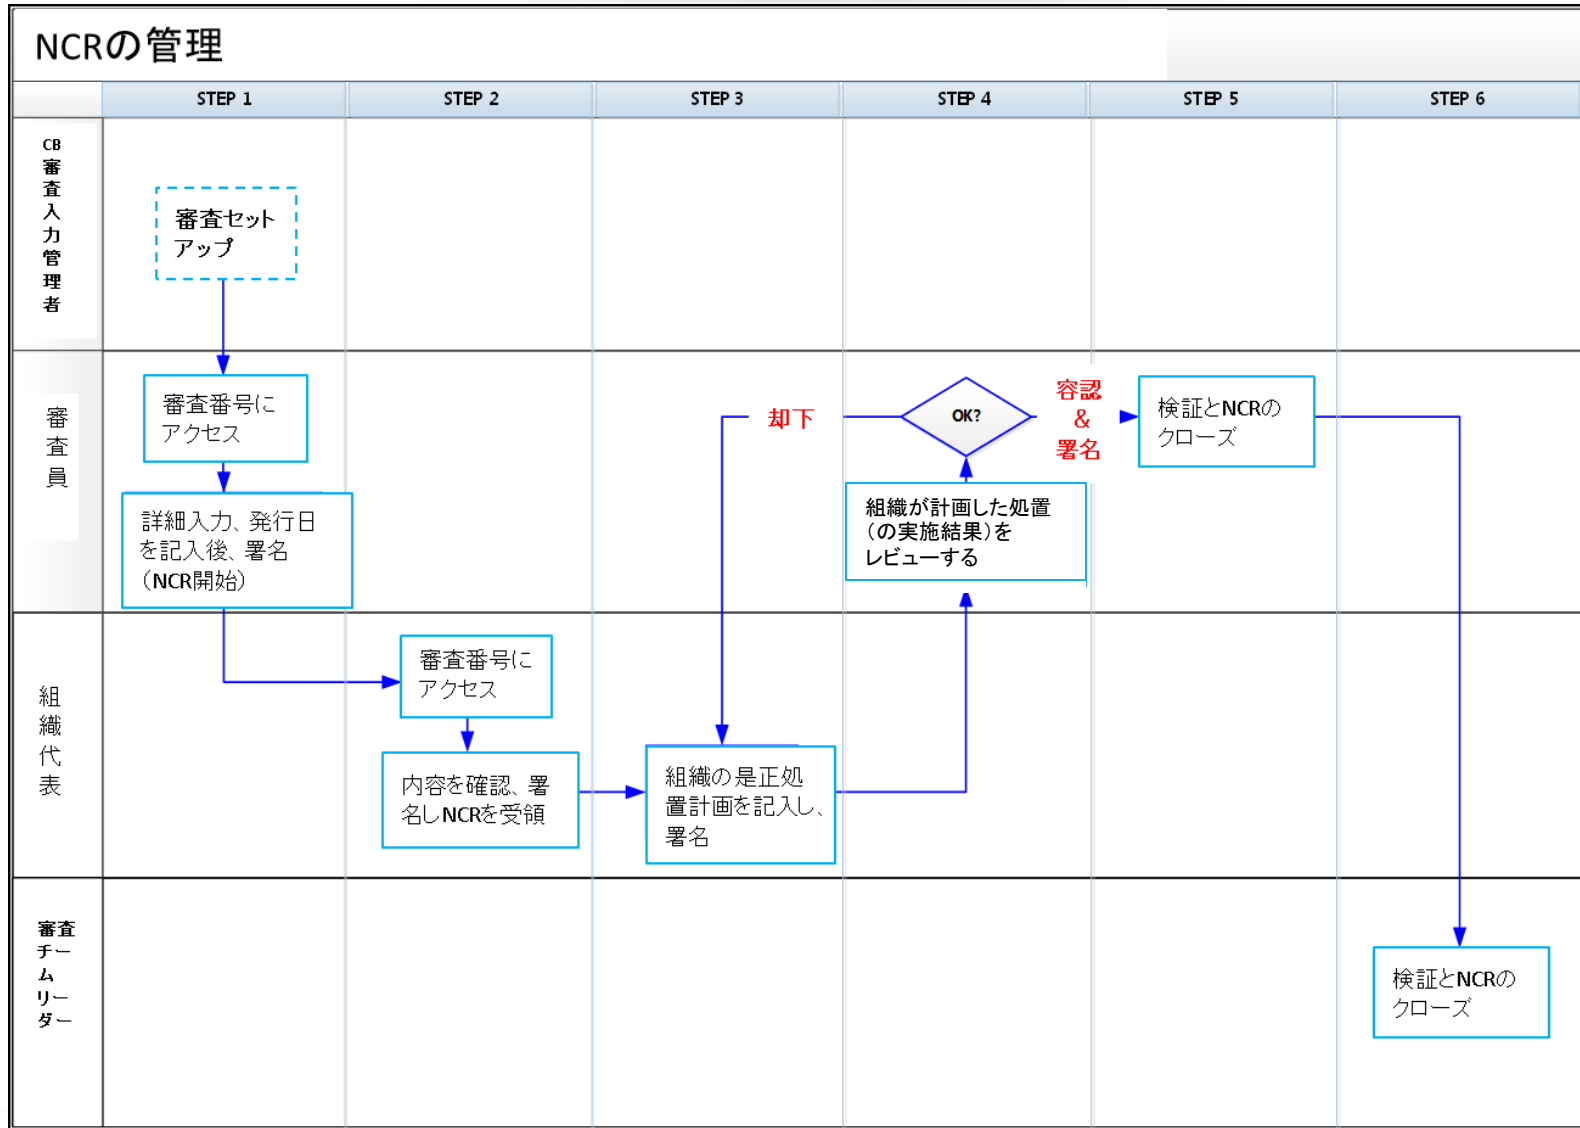 NCRの管理
STEP 1
STEP 2
STEP 3
STEP 4
STEP 5
STEP 6
CB
審
査
入
力
管
理
者
審査セット
アップ
審
査
員
審査番号に
アクセス
詳細入力、発行日
を記入後、署名
（NCR開始）
却下
OK?
容認
&
署名
検証とNCRの
クローズ
組織が計画した処置
（の実施結果）を
レビューする
組
織
代
表
審査番号に
アクセス
内容を確認、署
名しNCRを受領
組織の是正処
置計画を記入し、
署名
審査
チー
ム
リー
ダー
検証とNCRの
クローズ